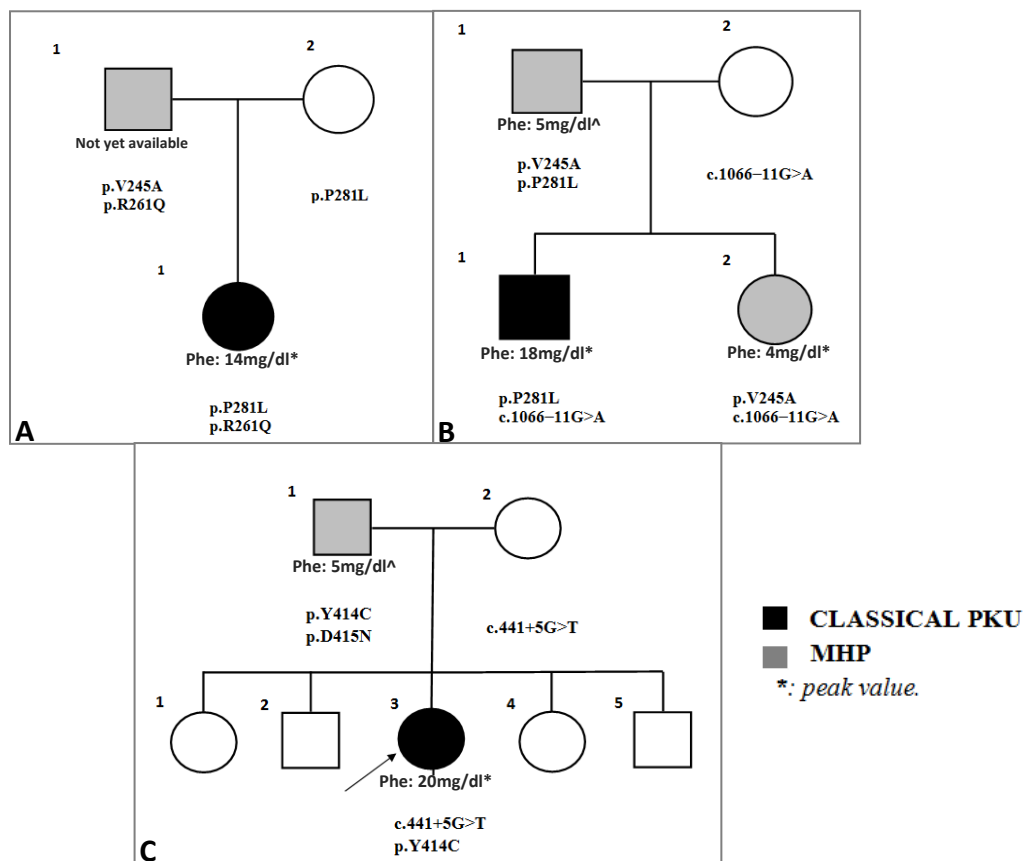 1
2
Not yet available
p.V245A
p.R261Q
p.P281L
1
Phe: 14mg/dl*
p.P281L
p.R261Q
A
1
2
Phe: 5mg/dl^
p.V245A
p.P281L
c.1066−11G>A
1
2
Phe: 18mg/dl*
Phe: 4mg/dl*
p.P281L
c.1066−11G>A
p.V245A
c.1066−11G>A
B
1
2
Phe: 5mg/dl^
p.Y414C
p.D415N
c.441+5G>T
1
2
3
4
5
Phe: 20mg/dl*
c.441+5G>T
p.Y414C
C
CLASSICAL PKU
MHP
*: peak value.